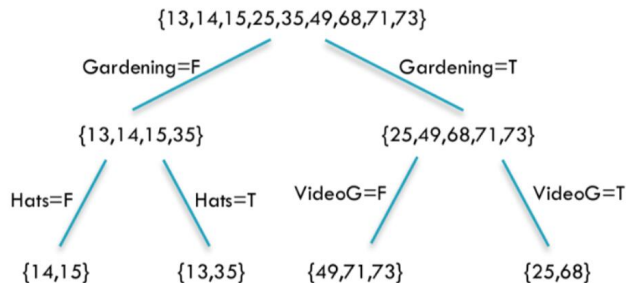 {13,14,15,25,35,49,68,71,73}
Gardening=F
Gardening=T
{13,14,15,35}
{25,49,68,71,73}
Hats=F
Hats=T
VideoG=F
VideoG=T
{14,15}
{13,35}
{49,71,73}
{25,68}